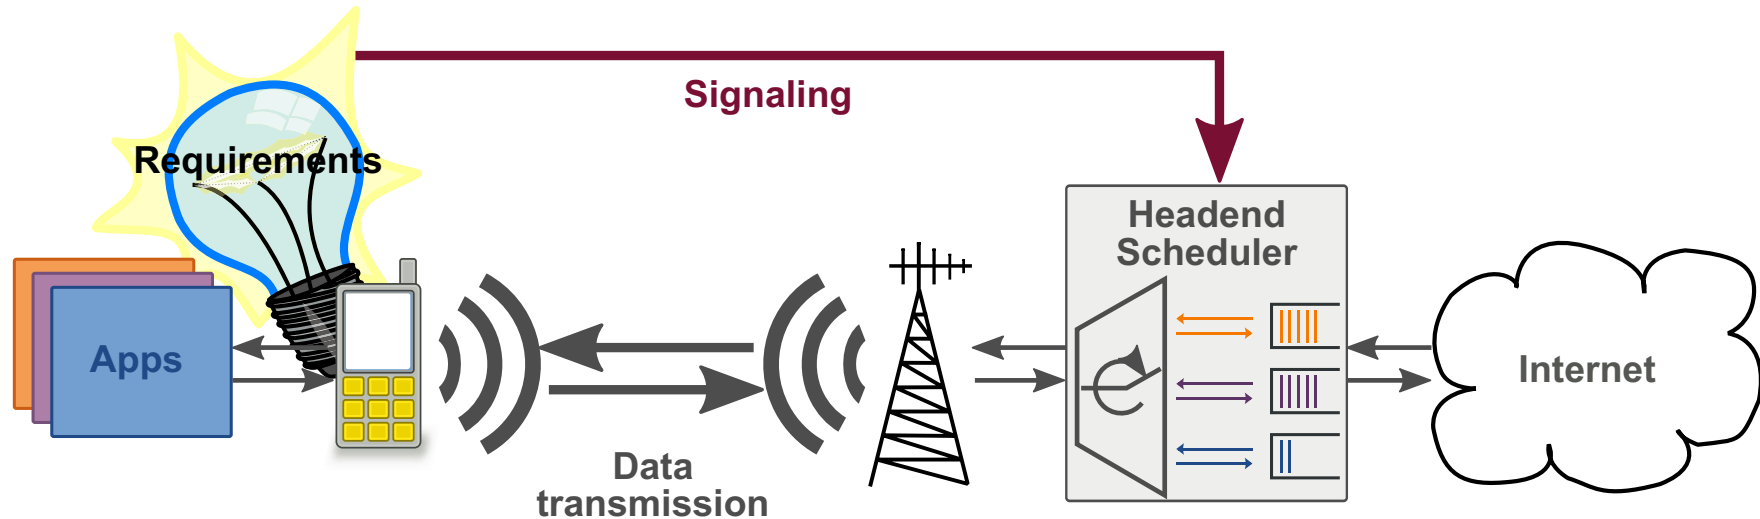 Signaling
Requirements
Headend
Scheduler
Apps
Internet
Data
transmission